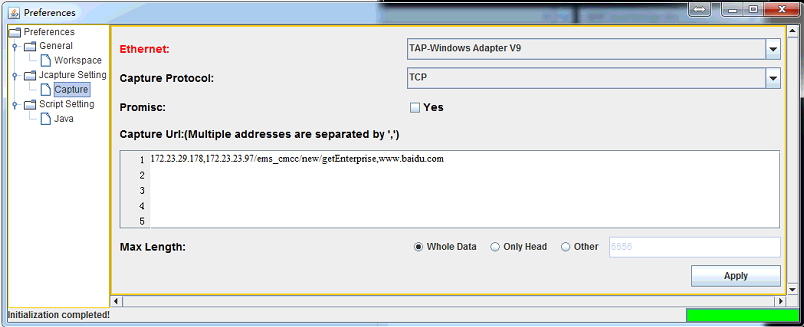 Preferences
Preferences
General
Workspace
Jcapture Setting
Capture
Script Setting
Java
Ethernet:
TAP-Windows Adapter V9
Capture Protocol:
TCP
Promisc:
Yes
Capture Url:(Multiple addresses are separated by ',')
1 172.23.29.178,172.23.23.97/ems_cmcc/new/getEnterprise,www.baidu.com
2
3
4
5
Max Length:
Whole Data
Only Head
Other
Apply
Initialization completed!